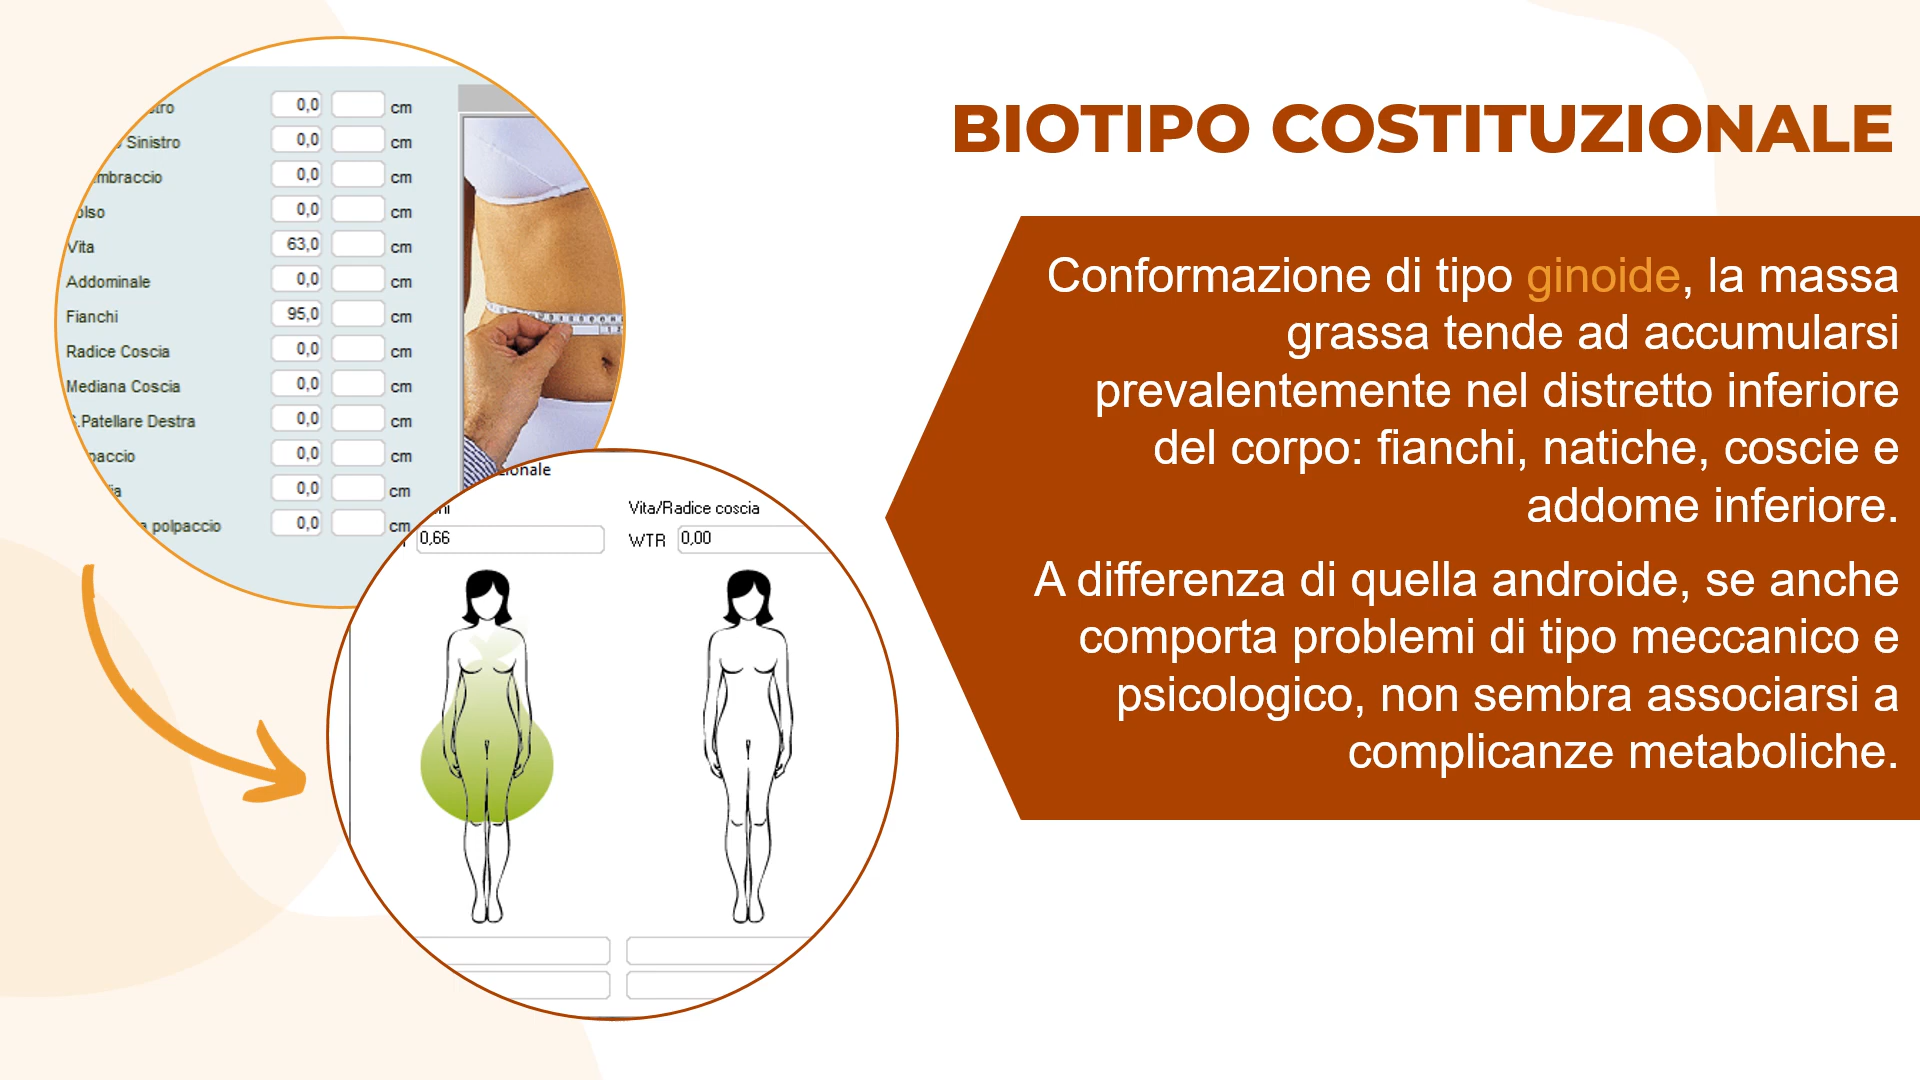 BIOTIPO COSTITUZIONALE
Conformazione di tipo ginoide, la massa
grassa tende ad accumularsi
prevalentemente nel distretto inferiore
del corpo: fianchi, natiche, coscie e
addome inferiore.
A differenza di quella androide, se anche
comporta problemi di tipo meccanico e
psicologico, non sembra associarsi a
complicanze metaboliche.
0,0 cm
Sinistro 0,0 cm
mbraccio 0,0 cm
olso 0,0 cm
Vita 63,0 cm
Addominale 0,0 cm
Fianchi 95,0 cm
Radice Coscia 0,0 cm
Mediana Coscia 0,0 cm
.Patellare Destra 0,0 cm
paccio 0,0 cm
0,0 cm
a polpaccio 0,0 cm
zionale
Vita/Radice coscia
0,66 WTR 0,00